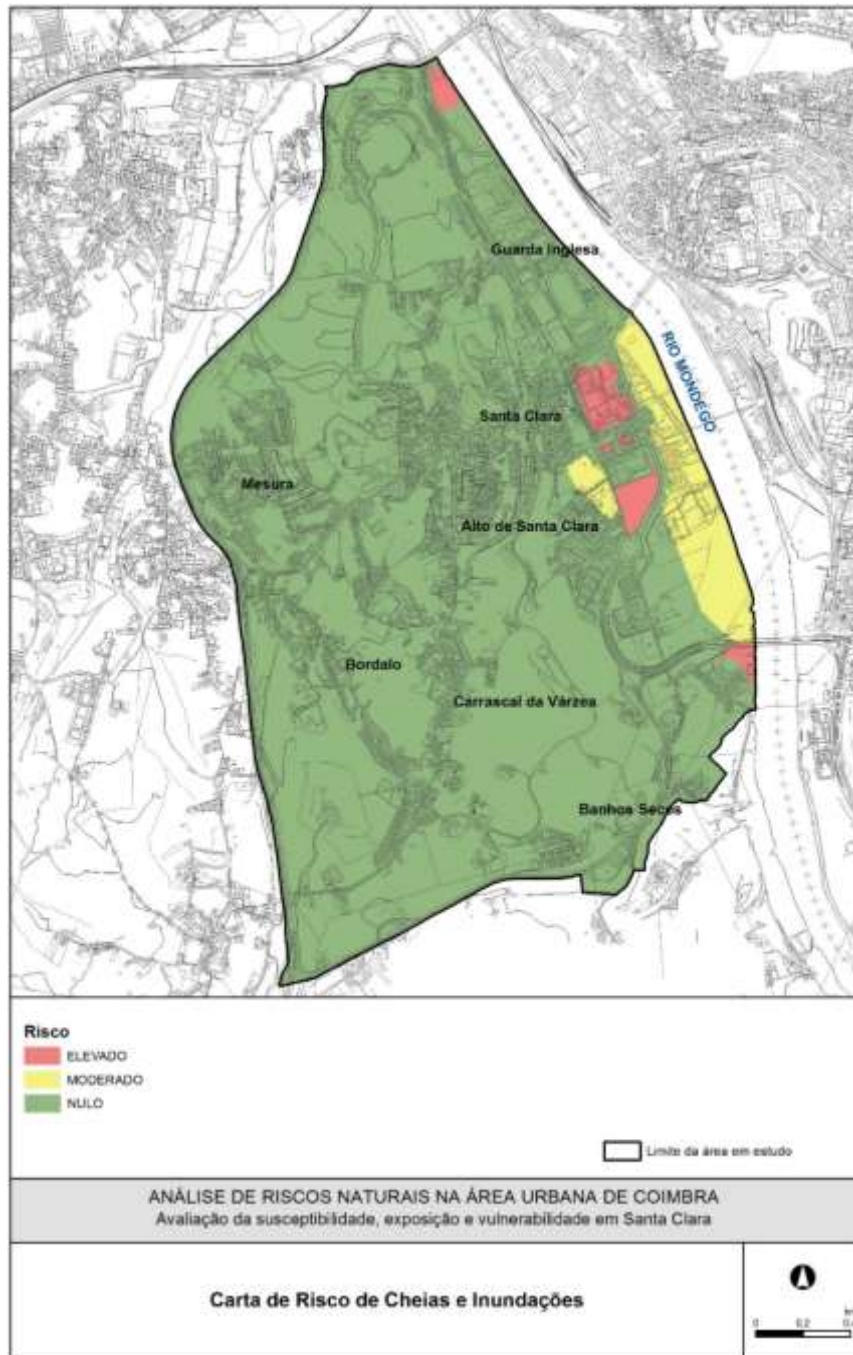 Guarda Inglesa
RIO MONDEGO
Santa Clara
Mesura
Alto de Santa Clara
Bordalo
Carrascal da Várzea
Banhos Secos
Risco
ELEVADO
MODERADO
NULO
Limite da área em estudo
ANÁLISE DE RISCOS NATURAIS NA ÁREA URBANA DE COIMBRA
Avaliação da susceptibilidade, exposição e vulnerabilidade em Santa Clara
Carta de Risco de Cheias e Inundações
0 0,2